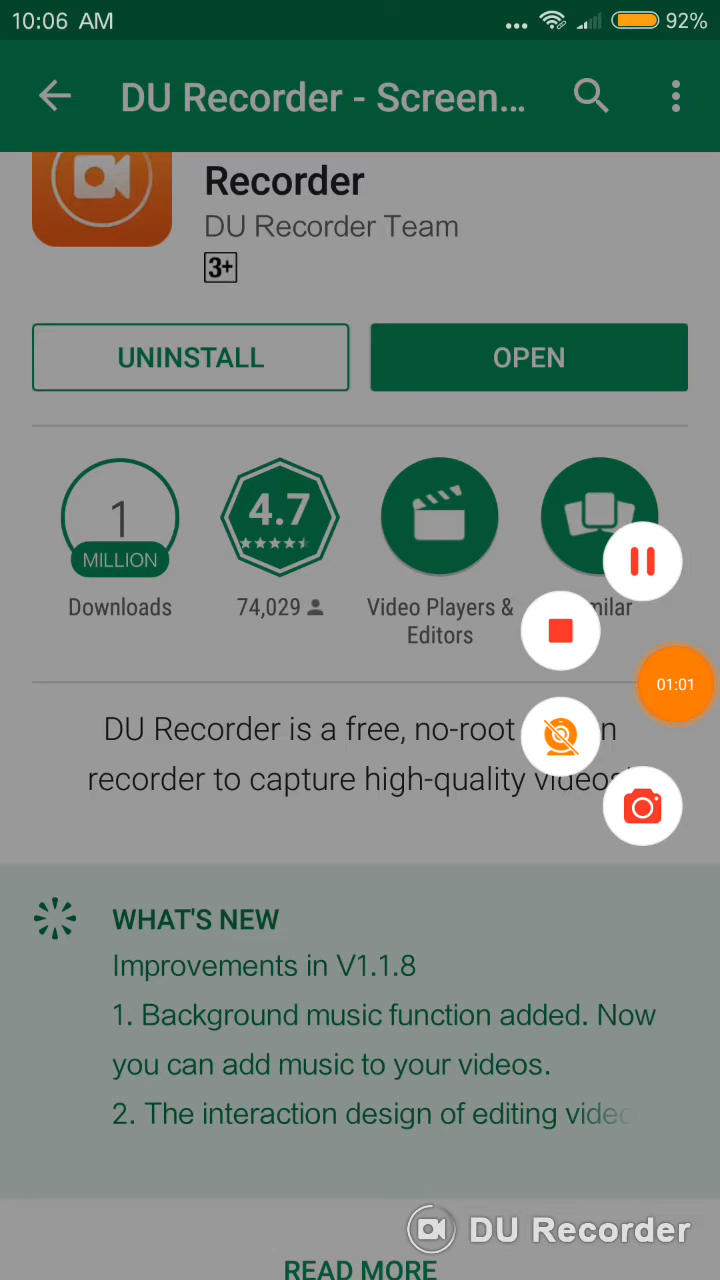 10:06 AM
92%
DU Recorder - Screen...
Recorder
DU Recorder Team
3+
UNINSTALL
OPEN
1
MILLION
4.7
Downloads
74,029
Video Players &
Editors
milar
01:01
DU Recorder is a free, no-root n
recorder to capture high-quality videos
WHAT'S NEW
Improvements in V1.1.8
1. Background music function added. Now
you can add music to your videos.
2. The interaction design of editing video
DU Recorder
READ MORE